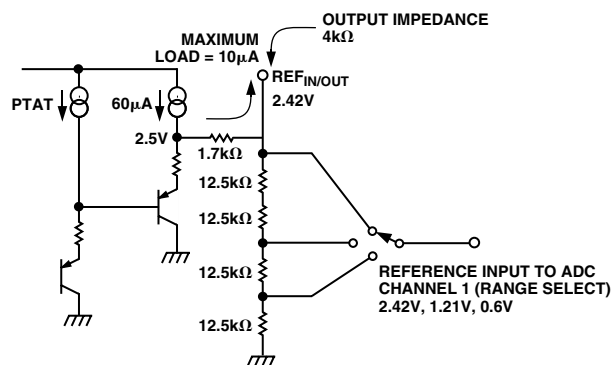 OUTPUT IMPEDANCE
4kΩ
MAXIMUM
LOAD = 10μA
REFIN/OUT
2.42V
PTAT
60μA
2.5V
1.7kΩ
12.5kΩ
12.5kΩ
12.5kΩ
12.5kΩ
REFERENCE INPUT TO ADC
CHANNEL 1 (RANGE SELECT)
2.42V, 1.21V, 0.6V